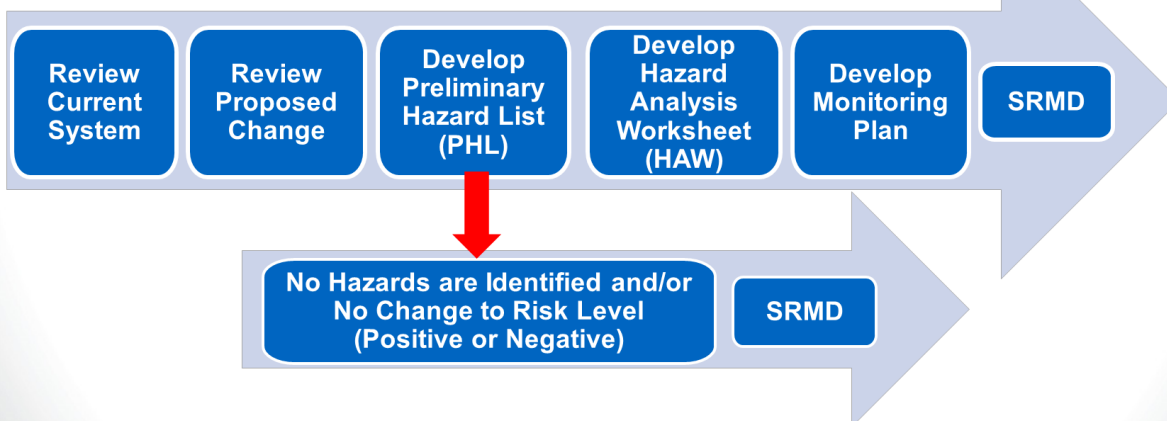 Review
Current
System
Review
Proposed
Change
Develop
Preliminary
Hazard List
(PHL)
Develop
Hazard
Analysis
Worksheet
(HAW)
Develop
Monitoring
Plan
SRMD
No Hazards are Identified and/or
No Change to Risk Level
(Positive or Negative)
SRMD